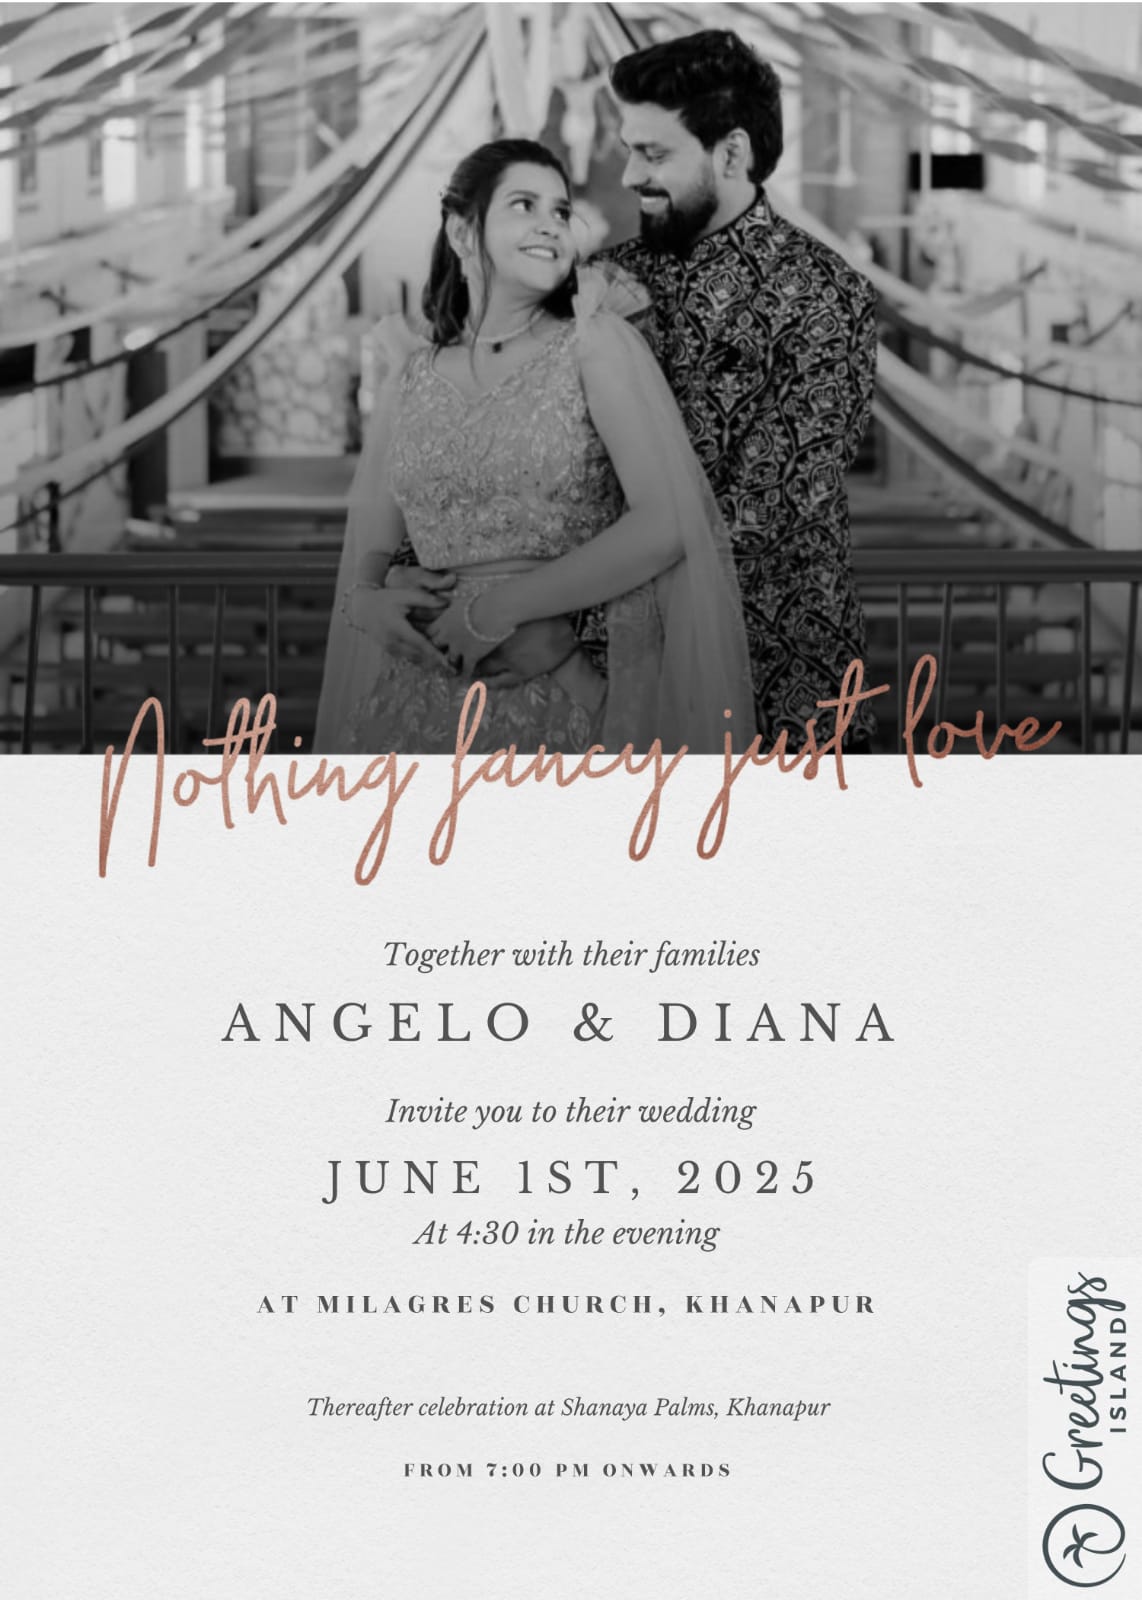 Nothing fancy just love
Together with their families
ANGELO & DIANA
Invite you to their wedding
JUNE 1ST, 2025
At 4:30 in the evening
AT MILAGRES CHURCH, KHANAPUR
Thereafter celebration at Shanaya Palms, Khanapur
FROM 7:00 PM ONWARDS
Greetings
ISLAND